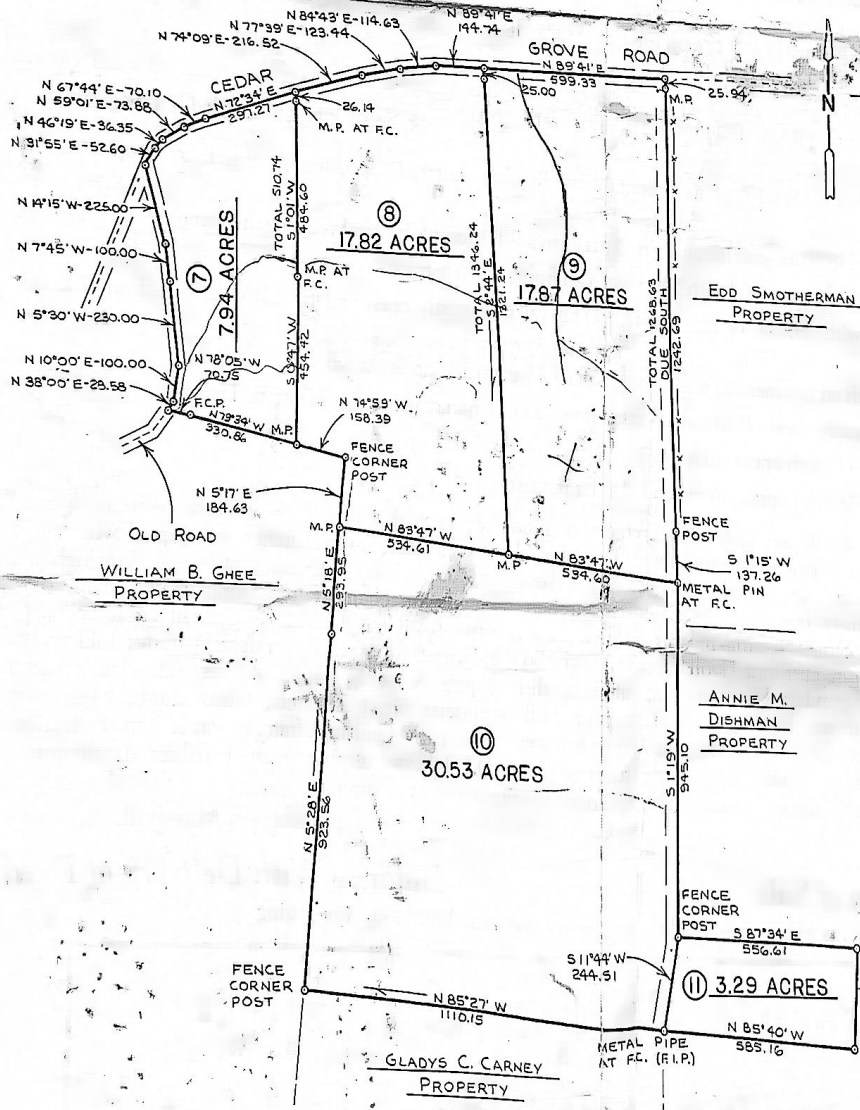 N 84°43' E-114.63
N 77°39' E-123.44
N 74°09' E-216.52
N 89°41' E
144.74
CEDAR
GROVE
ROAD
N 89°41' E
599.33
25.00
25.94
M.P.
N
N 67°44' E-70.10
N 59°01' E-73.88
N 46°19' E-36.35
N 31°55' E-52.60
N 72°34' E
297.27
26.14
M.P. AT F.C.
N 14°15' W-225.00
N 7°45' W-100.00
N 5°30' W-230.00
N 10°00' E-100.00
N 38°00' E-29.58
⑦
7.94 ACRES
TOTAL 510.74
S 1°01' W
484.60
⑧
17.82 ACRES
M.P. AT
F.C.
S 0°47' W
454.42
TOTAL 1346.24
S 2°44' E
1321.24
⑨
17.87 ACRES
TOTAL 1268.63
DUE SOUTH
1242.69
EDD SMOTHERMAN
PROPERTY
N 78°05' W
70.75
F.C.P.
N 79°34' W
330.86
M.P.
N 74°59' W
158.39
FENCE
CORNER
POST
N 5°17' E
184.63
OLD ROAD
M.P.
N 83°47' W
534.61
M.P
N 83°47' W
534.60
FENCE
POST
S 1°15' W
137.26
METAL PIN
AT F.C.
WILLIAM B. GHEE
PROPERTY
N 5°18' E
293.95
ANNIE M.
DISHMAN
PROPERTY
⑩
30.53 ACRES
S 1°19' W
945.10
N 5°28' E
923.56
FENCE
CORNER
POST
S 87°34' E
556.61
S 11°44' W
244.51
⑪ 3.29 ACRES
FENCE
CORNER
POST
N 85°27' W
1110.15
N 85°40' W
585.16
METAL PIPE
AT F.C. (F.I.P.)
GLADYS C. CARNEY
PROPERTY